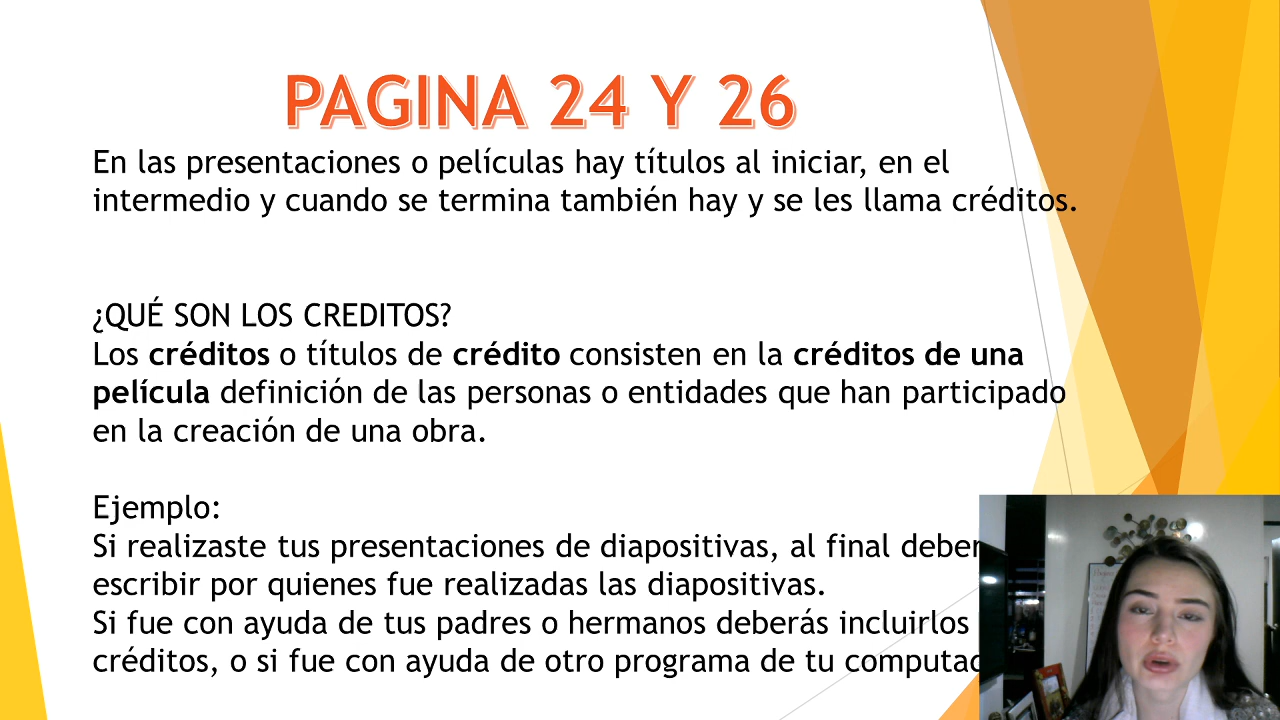 PAGINA 24 Y 26
En las presentaciones o películas hay títulos al iniciar, en el
intermedio y cuando se termina también hay y se les llama créditos.
¿QUÉ SON LOS CREDITOS?
Los créditos o títulos de crédito consisten en la créditos de una
película definición de las personas o entidades que han participado
en la creación de una obra.
Ejemplo:
Si realizaste tus presentaciones de diapositivas, al final
escribir por quienes fue realizadas las diapositivas.
Si fue con ayuda de tus padres o hermanos deberás incluirlos
créditos, o si fue con ayuda de otro programa de tu